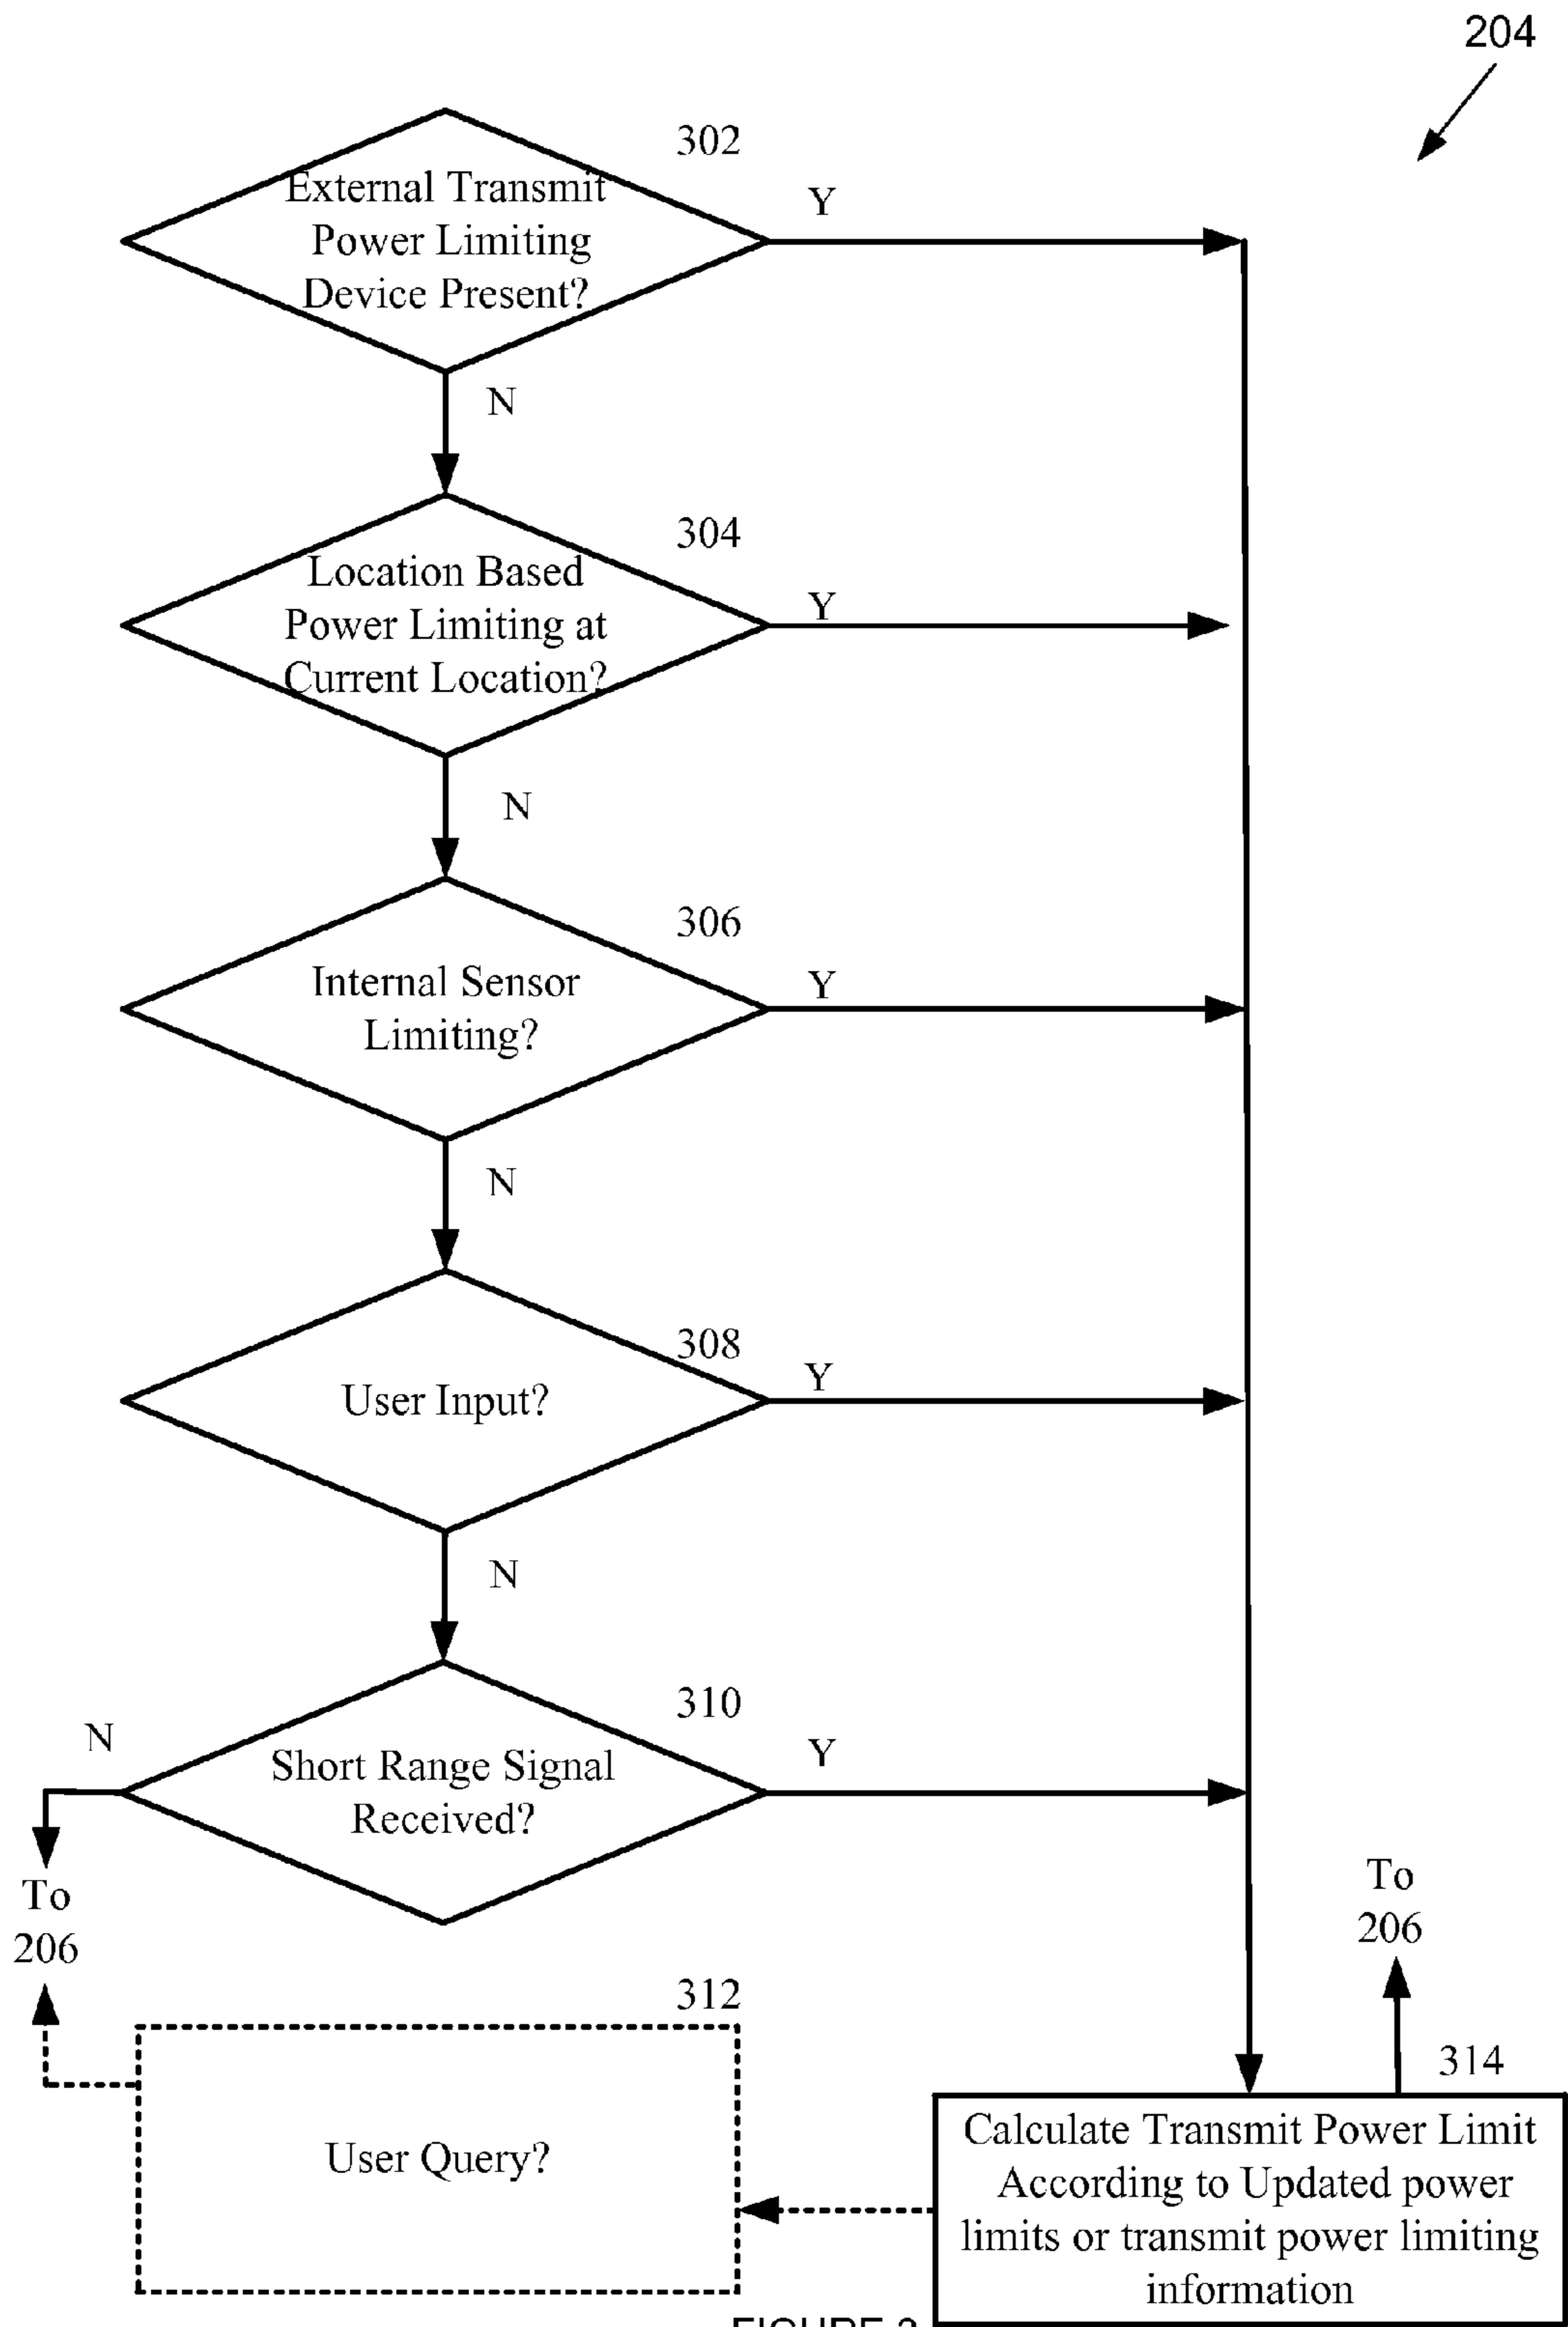 204
302
External Transmit
Power Limiting
Device Present?
Y
N
304
Location Based
Power Limiting at
Current Location?
Y
N
306
Internal Sensor
Limiting?
Y
N
308
User Input?
Y
N
310
Short Range Signal
Received?
N
Y
To
206
To
206
312
User Query?
314
Calculate Transmit Power Limit
According to Updated power
limits or transmit power limiting
information
FIGURE 3